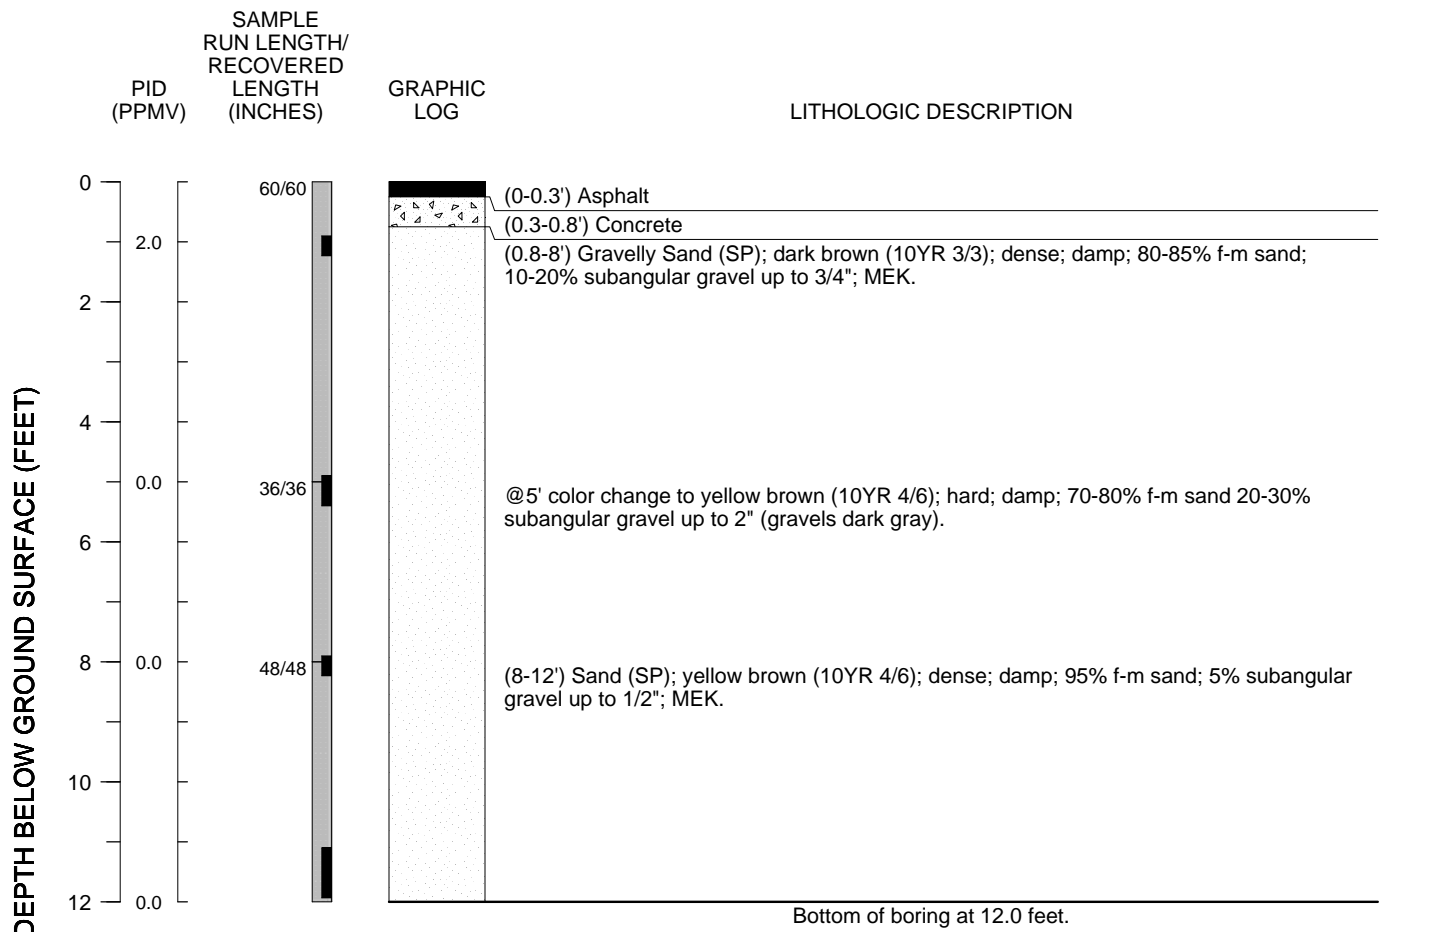 SAMPLE
RUN LENGTH/
RECOVERED
LENGTH
(INCHES)
PID
(PPMV)
GRAPHIC
LOG
LITHOLOGIC DESCRIPTION
DEPTH BELOW GROUND SURFACE (FEET)
0
60/60
(0-0.3') Asphalt
(0.3-0.8') Concrete
2.0
(0.8-8') Gravelly Sand (SP); dark brown (10YR 3/3); dense; damp; 80-85% f-m sand;
10-20% subangular gravel up to 3/4"; MEK.
2
4
0.0
36/36
@5' color change to yellow brown (10YR 4/6); hard; damp; 70-80% f-m sand 20-30%
subangular gravel up to 2" (gravels dark gray).
6
8
0.0
48/48
(8-12') Sand (SP); yellow brown (10YR 4/6); dense; damp; 95% f-m sand; 5% subangular
gravel up to 1/2"; MEK.
10
12
0.0
Bottom of boring at 12.0 feet.